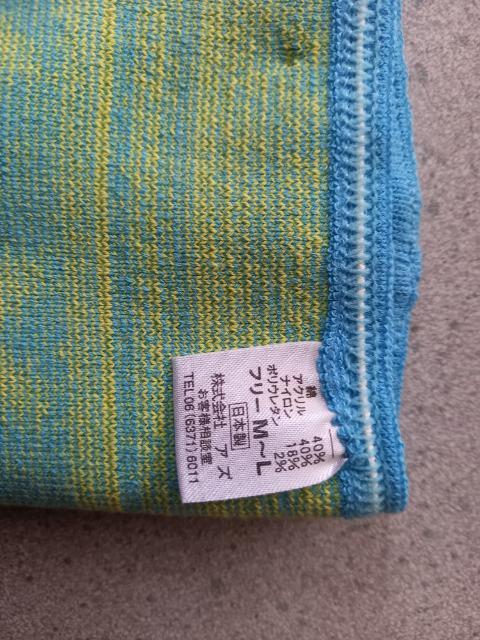 綿 40%
アクリル 40%
ナイロン 18%
ポリウレタン 2%
フリー M～L
日本製
株式会社 アズ
お客様相談室
TEL.06 (6371) 6011